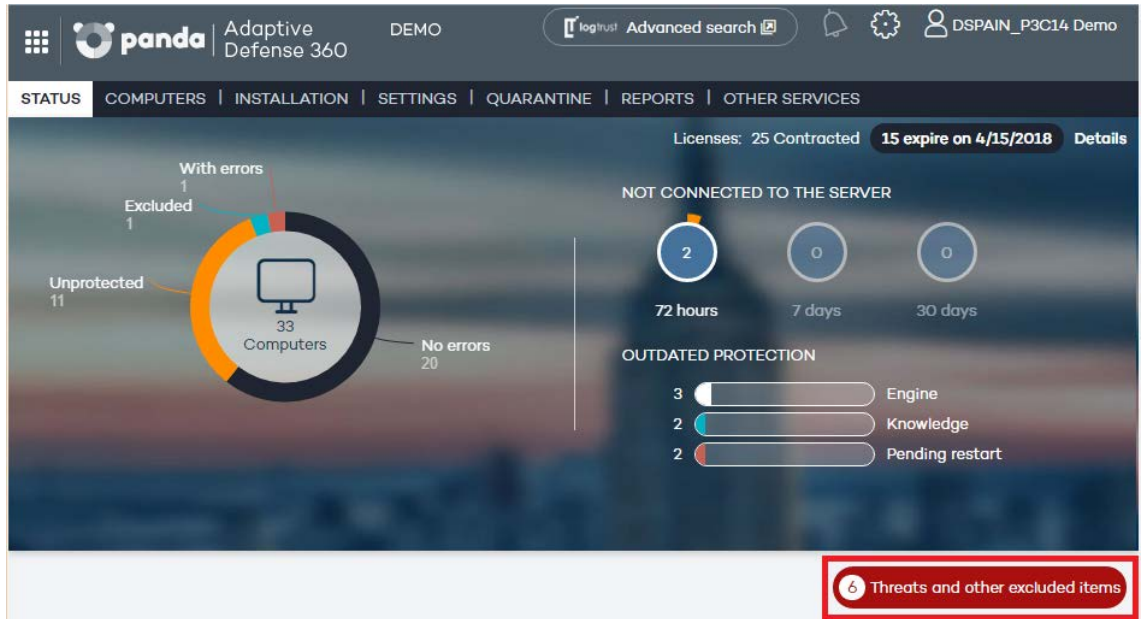 panda
Adaptive
Defense 360
DEMO
logtrust Advanced search
DSPAIN_P3C14 Demo
STATUS COMPUTERS | INSTALLATION | SETTINGS | QUARANTINE | REPORTS | OTHER SERVICES
Licenses: 25 Contracted 15 expire on 4/15/2018 Details
With errors
1
Excluded
1
Unprotected
11
33
Computers
No errors
20
NOT CONNECTED TO THE SERVER
2 0 0
72 hours 7 days 30 days
OUTDATED PROTECTION
3 Engine
2 Knowledge
2 Pending restart
6 Threats and other excluded items